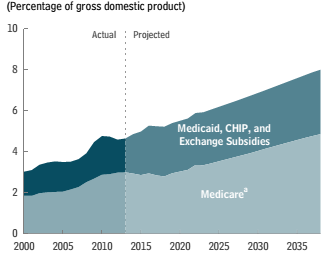 (Percentage of gross domestic product)
10
Actual Projected
8
6
Medicaid, CHIP, and
Exchange Subsidies
4
2
Medicareᵃ
0
2000 2005 2010 2015 2020 2025 2030 2035